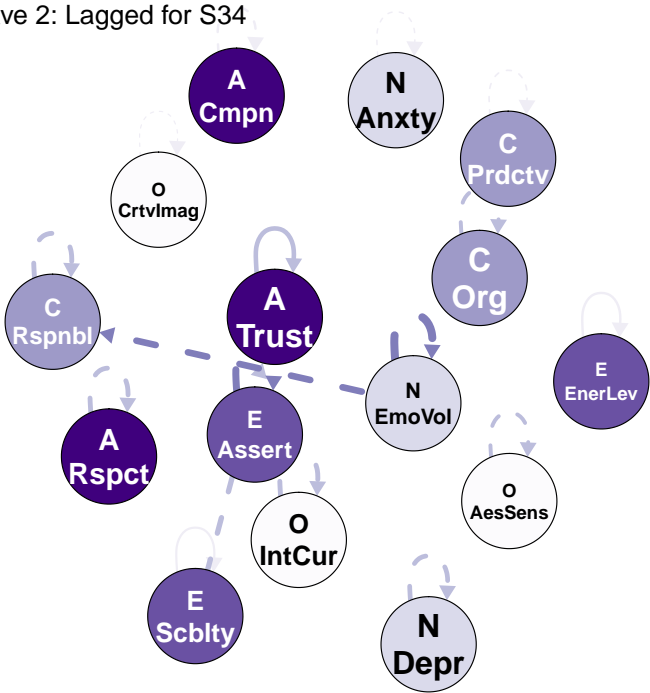 ve 2: Lagged for S34
A
Cmpn
N
Anxty
C
Prdctv
O
CrtvImag
C
Org
A
Trust
C
Rspnbl
E
EnerLev
N
EmoVol
E
Assert
A
Rspct
O
AesSens
O
IntCur
E
Scblty
N
Depr